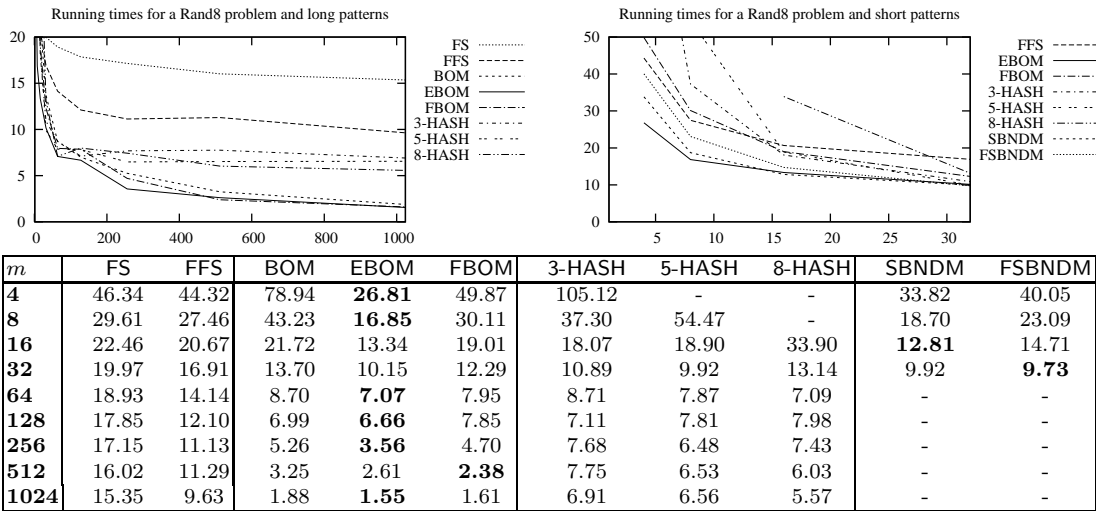 Running times for a Rand8 problem and long patterns
20
15
10
5
0
0 200 400 600 800 1000
FS
FFS
BOM
EBOM
FBOM
3-HASH
5-HASH
8-HASH
Running times for a Rand8 problem and short patterns
50
40
30
20
10
0
5 10 15 20 25 30
FFS
EBOM
FBOM
3-HASH
5-HASH
8-HASH
SBNDM
FSBNDM
m FS FFS BOM EBOM FBOM 3-HASH 5-HASH 8-HASH SBNDM FSBNDM
4 46.34 44.32 78.94 26.81 49.87 105.12 - - 33.82 40.05
8 29.61 27.46 43.23 16.85 30.11 37.30 54.47 - 18.70 23.09
16 22.46 20.67 21.72 13.34 19.01 18.07 18.90 33.90 12.81 14.71
32 19.97 16.91 13.70 10.15 12.29 10.89 9.92 13.14 9.92 9.73
64 18.93 14.14 8.70 7.07 7.95 8.71 7.87 7.09 - -
128 17.85 12.10 6.99 6.66 7.85 7.11 7.81 7.98 - -
256 17.15 11.13 5.26 3.56 4.70 7.68 6.48 7.43 - -
512 16.02 11.29 3.25 2.61 2.38 7.75 6.53 6.03 - -
1024 15.35 9.63 1.88 1.55 1.61 6.91 6.56 5.57 - -